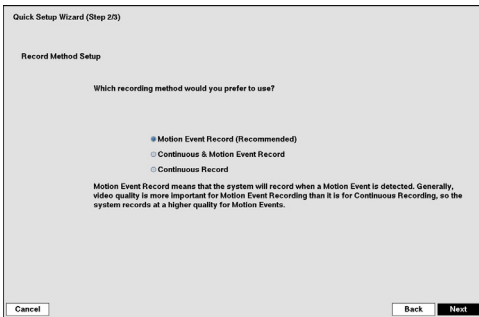 Quick Setup Wizard (Step 2/3)
Record Method Setup
Which recording method would you prefer to use?
Motion Event Record (Recommended)
Continuous & Motion Event Record
Continuous Record
Motion Event Record means that the system will record when a Motion Event is detected. Generally,
video quality is more important for Motion Event Recording than it is for Continuous Recording, so the
system records at a higher quality for Motion Events.
Cancel
Back
Next